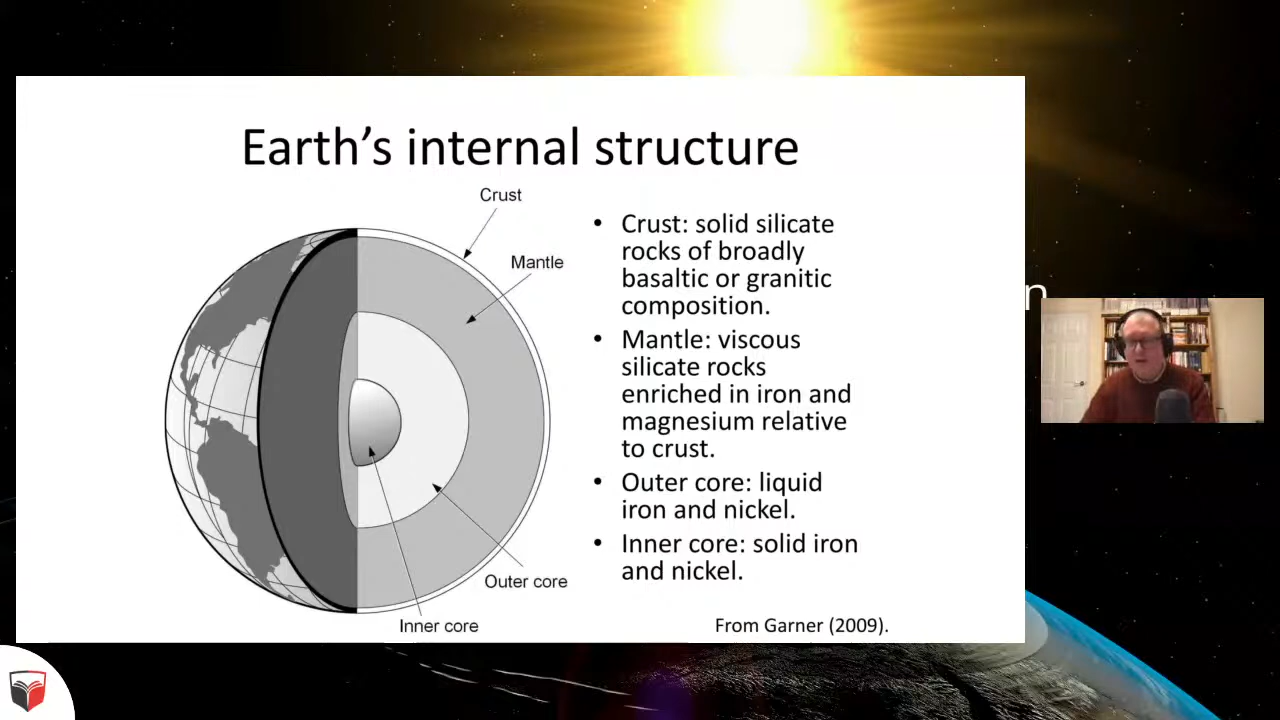 Earth's internal structure
Crust
Mantle
Outer core
Inner core
• Crust: solid silicate
rocks of broadly
basaltic or granitic
composition.
• Mantle: viscous
silicate rocks
enriched in iron and
magnesium relative
to crust.
• Outer core: liquid
iron and nickel.
• Inner core: solid iron
and nickel.
From Garner (2009).
n